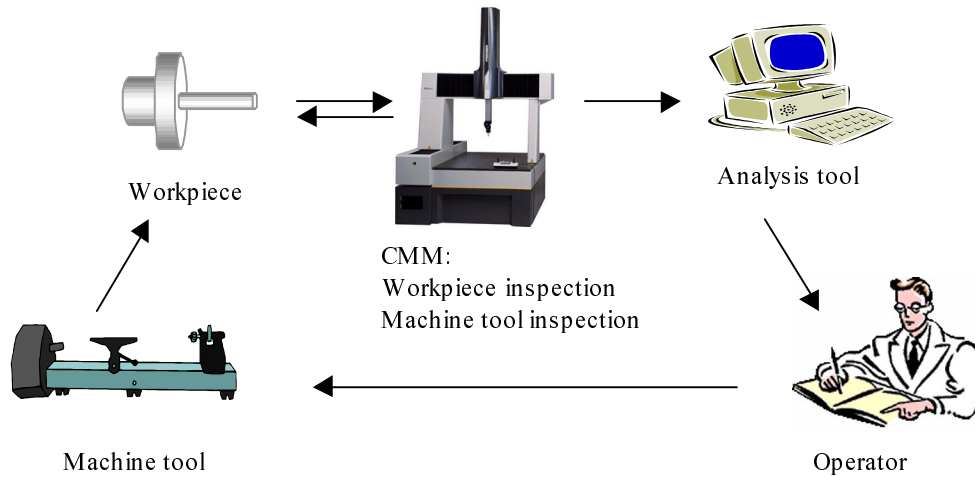 Workpiece
Analysis tool
CMM:
Workpiece inspection
Machine tool inspection
Machine tool
Operator